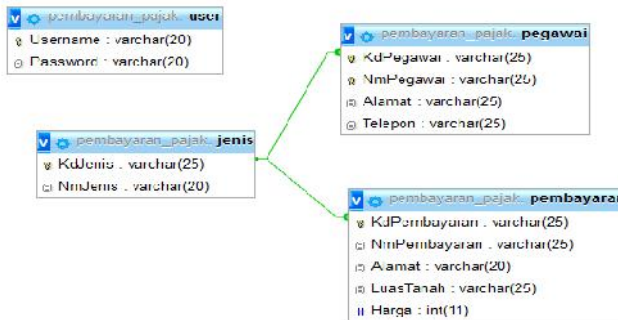 pembayaran_pajak user
Username : varchar(20)
Password : varchar(20)
pembayaran_pajak pegawai
KdPegawai : varchar(25)
NmPegawai : varchar(25)
Alamat : varchar(25)
Telepon : varchar(25)
pembayaran_pajak jenis
KdJenis : varchar(25)
NmJenis : varchar(20)
pembayaran_pajak pembayaran
KdPembayaran : varchar(25)
NmPembayaran : varchar(25)
Alamat : varchar(20)
LuasTanah : varchar(25)
Harga : int(11)